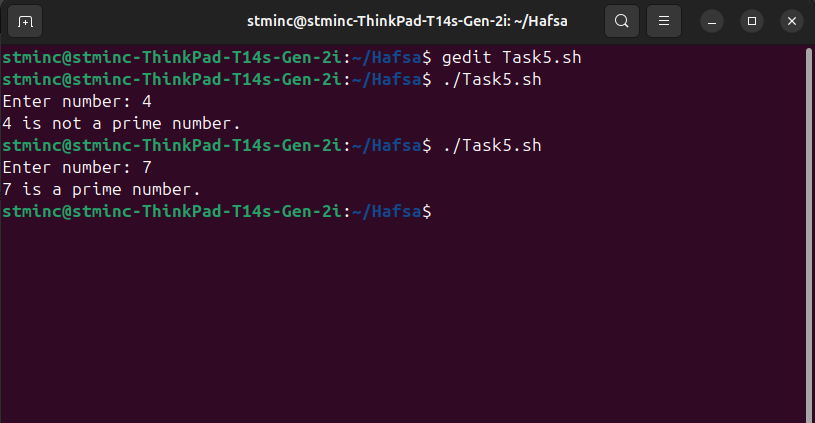 stminc@stminc-ThinkPad-T14s-Gen-2i: ~/Hafsa
stminc@stminc-ThinkPad-T14s-Gen-2i:~/Hafsa$ gedit Task5.sh
stminc@stminc-ThinkPad-T14s-Gen-2i:~/Hafsa$ ./Task5.sh
Enter number: 4
4 is not a prime number.
stminc@stminc-ThinkPad-T14s-Gen-2i:~/Hafsa$ ./Task5.sh
Enter number: 7
7 is a prime number.
stminc@stminc-ThinkPad-T14s-Gen-2i:~/Hafsa$